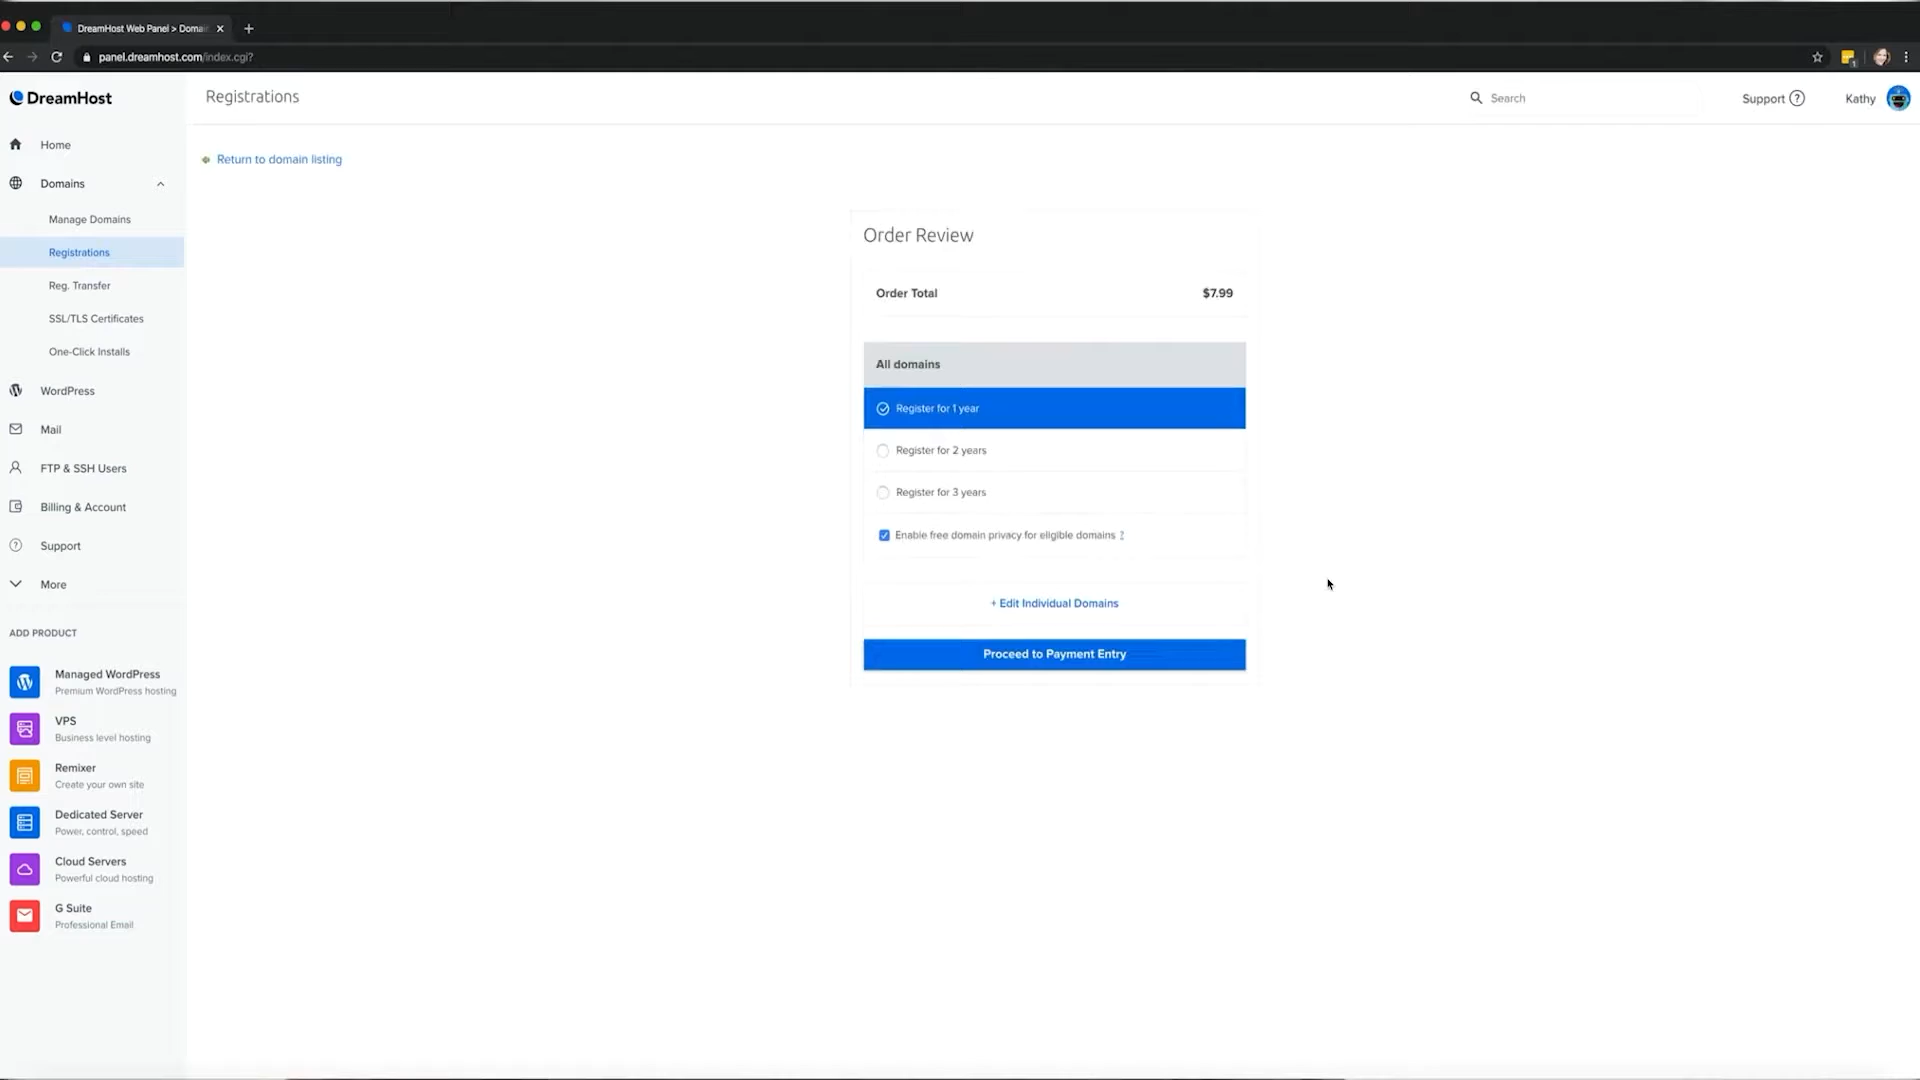 DreamHost Web Panel > Domai
panel.dreamhost.com/index.cgi?
DreamHost
Registrations
Search
Support ?
Kathy
Home
Domains
Manage Domains
Registrations
Reg. Transfer
SSL/TLS Certificates
One-Click Installs
WordPress
Mail
FTP & SSH Users
Billing & Account
Support
More
ADD PRODUCT
Managed WordPress
Premium WordPress hosting
VPS
Business level hosting
Remixer
Create your own site
Dedicated Server
Power, control, speed
Cloud Servers
Powerful cloud hosting
G Suite
Professional Email
Return to domain listing
Order Review
Order Total $7.99
All domains
Register for 1 year
Register for 2 years
Register for 3 years
Enable free domain privacy for eligible domains ?
+ Edit Individual Domains
Proceed to Payment Entry